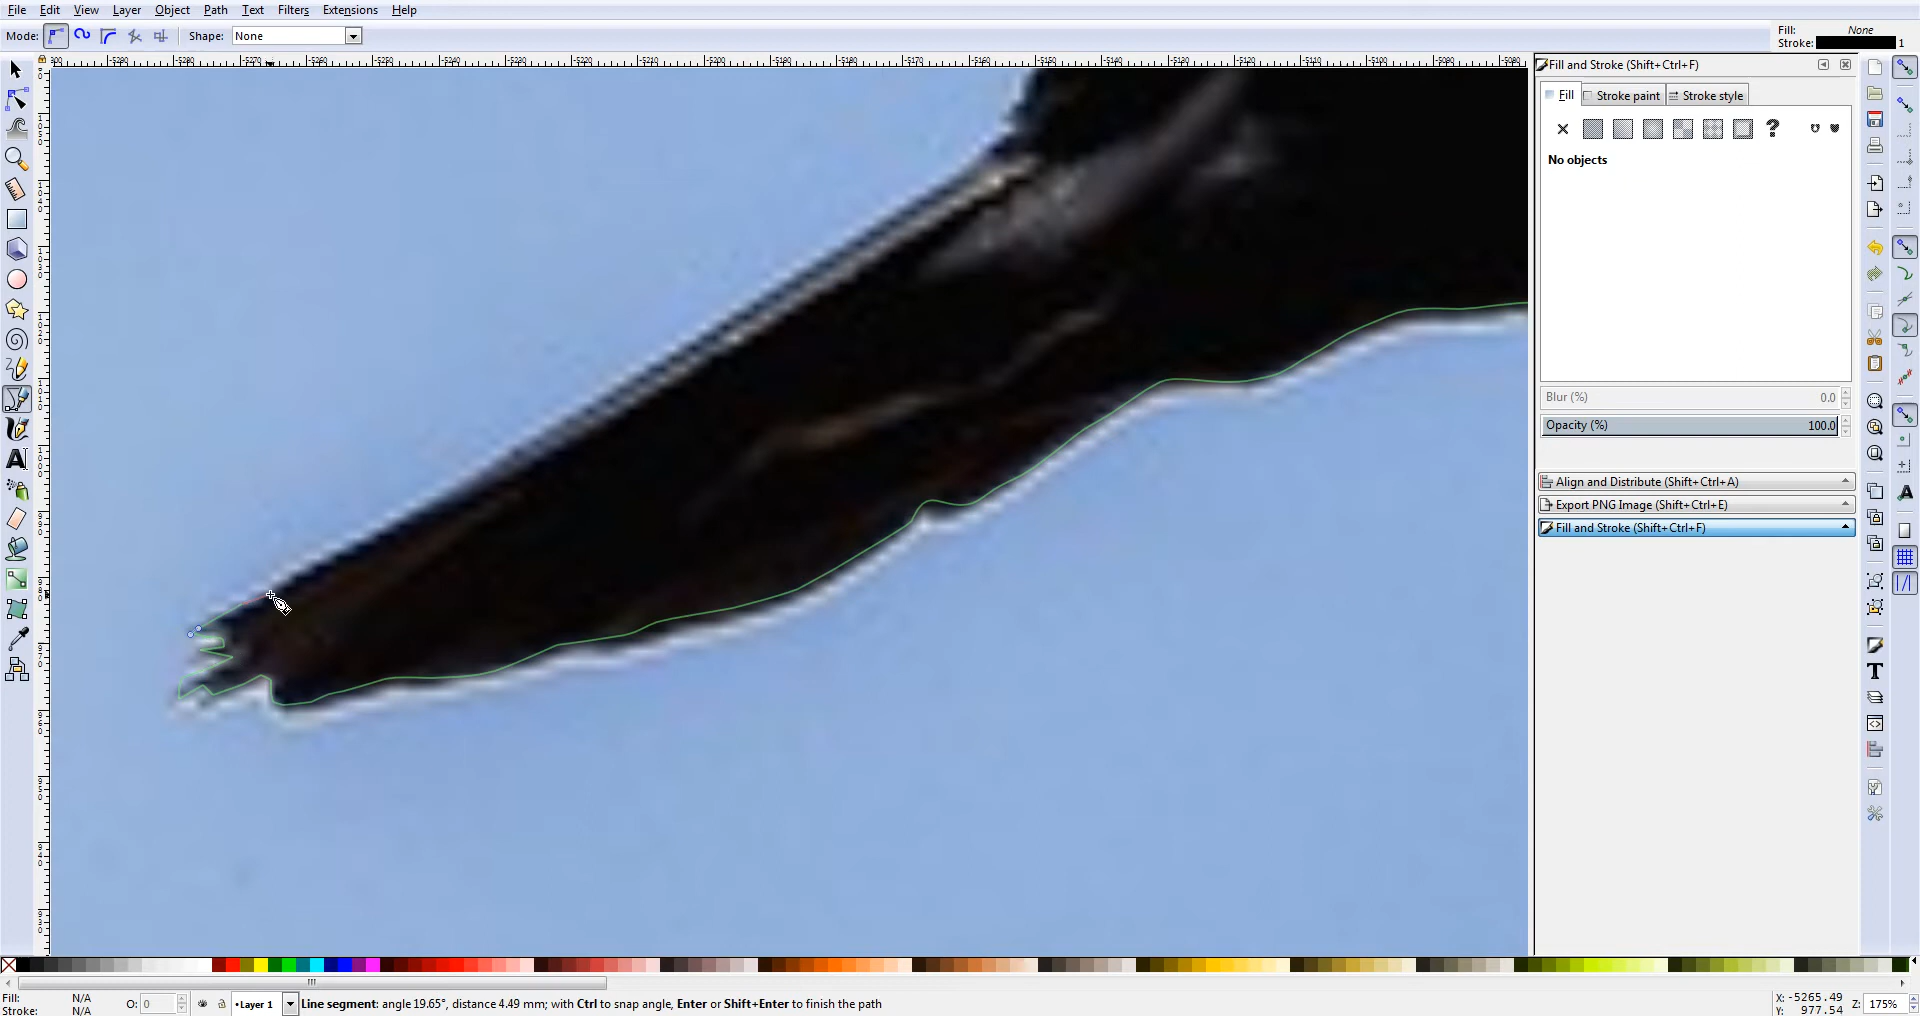 File Edit View Layer Object Path Text Filters Extensions Help
Mode: Shape: None
Fill: None
Stroke: 1
Fill and Stroke (Shift+Ctrl+F)
Fill Stroke paint Stroke style
?
No objects
Blur (%) 0.0
Opacity (%) 100.0
Align and Distribute (Shift+Ctrl+A)
Export PNG Image (Shift+Ctrl+E)
Fill and Stroke (Shift+Ctrl+F)
Fill: N/A
Stroke: N/A
O: 0
•Layer 1
Line segment: angle 19.65°, distance 4.49 mm; with Ctrl to snap angle, Enter or Shift+Enter to finish the path
X: -5265.49
Y: 977.54
Z: 175%